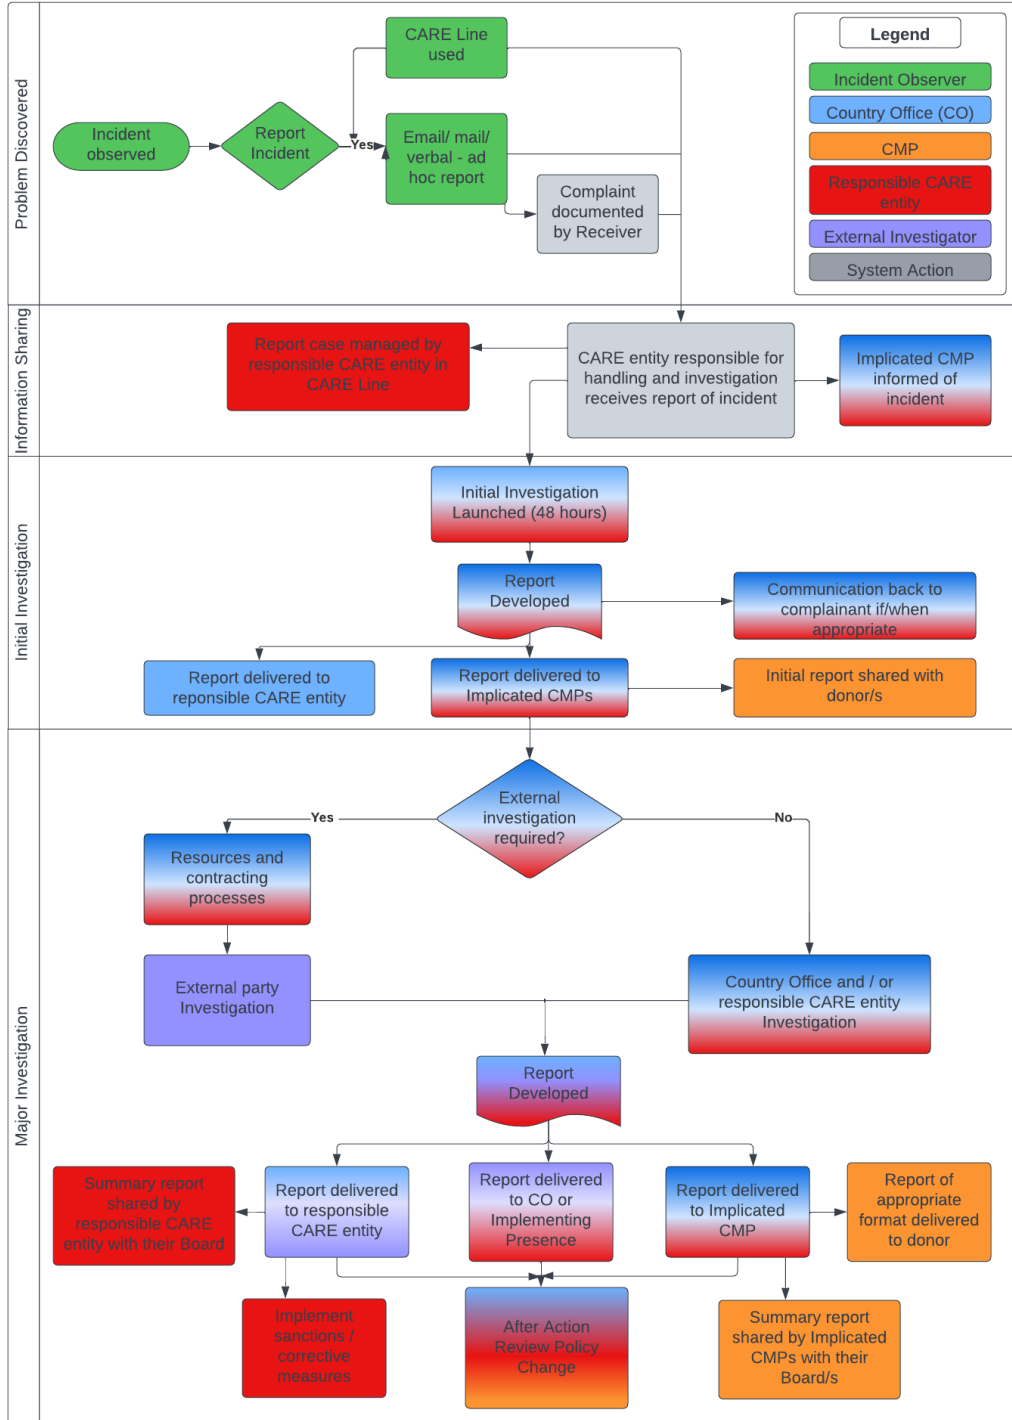 Problem Discovered
CARE Line
used
Incident
observed
Report
Incident
Yes
Email/ mail/
verbal - ad
hoc report
Complaint
documented
by Receiver
Legend
Incident Observer
Country Office (CO)
CMP
Responsible CARE
entity
External Investigator
System Action
Information Sharing
Report case managed by
responsible CARE entity in
CARE Line
CARE entity responsible for
handling and investigation
receives report of incident
Implicated CMP
informed of
incident
Initial Investigation
Initial Investigation
Launched (48 hours)
Report
Developed
Communication back to
complainant if/when
appropriate
Report delivered to
reponsible CARE entity
Report delivered to
Implicated CMPs
Initial report shared with
donor/s
Major Investigation
External
investigation
required?
Yes
No
Resources and
contracting
processes
External party
Investigation
Country Office and / or
responsible CARE entity
Investigation
Report
Developed
Summary report
shared by
responsible CARE
entity with their Board
Report delivered
to responsible
CARE entity
Report delivered
to CO or
Implementing
Presence
Report delivered
to Implicated
CMP
Report of
appropriate
format delivered
to donor
Implement
sanctions /
corrective
measures
After Action
Review Policy
Change
Summary report
shared by Implicated
CMPs with their
Board/s